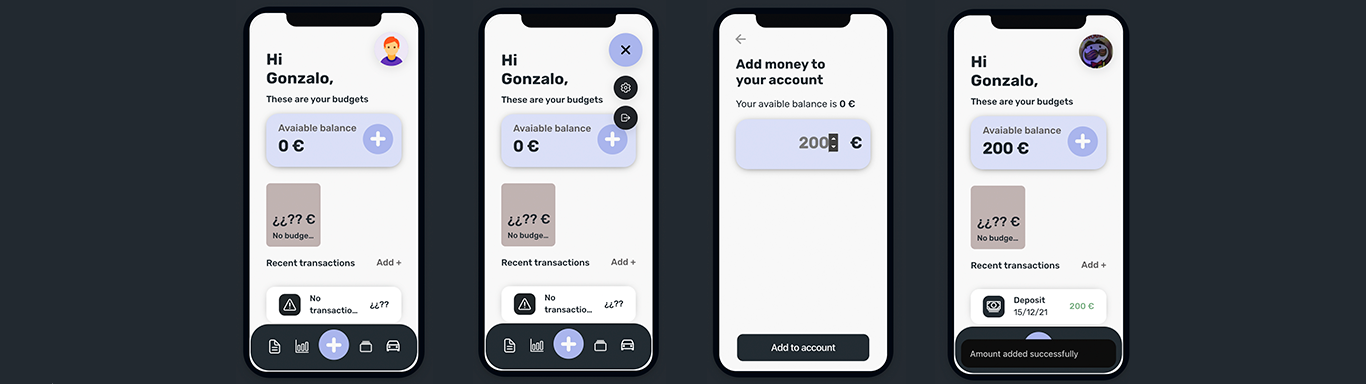 Hi
Gonzalo,
These are your budgets
Avaiable balance
0 €
¿¿?? €
No budge...
Recent transactions
Add +
No
transactio...
¿¿??
Hi
Gonzalo,
These are your budgets
Avaiable balance
0 €
¿¿?? €
No budge...
Recent transactions
Add +
No
transactio...
¿¿??
Add money to
your account
Your avaible balance is 0 €
200 €
Add to account
Hi
Gonzalo,
These are your budgets
Avaiable balance
200 €
¿¿?? €
No budge...
Recent transactions
Add +
Deposit
15/12/21
200 €
Amount added successfully